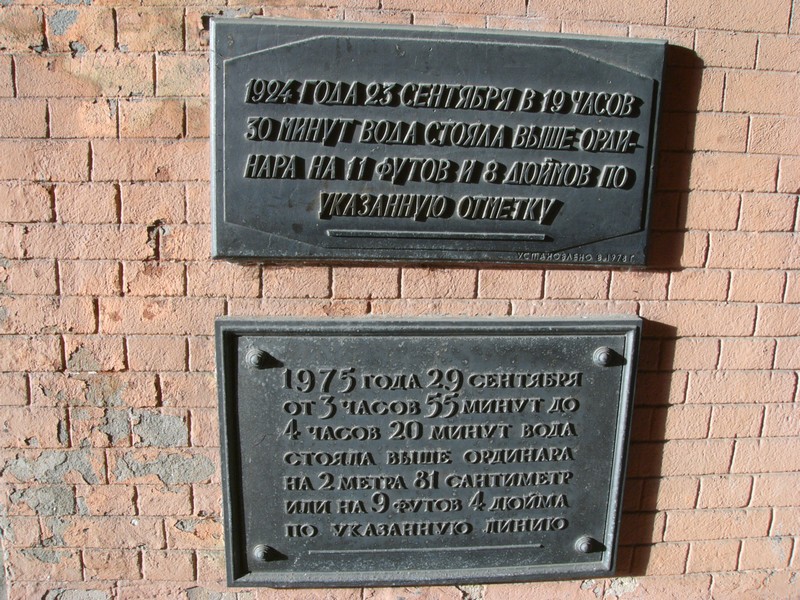 1924 ГОДА 23 СЕНТЯБРЯ В 19 ЧАСОВ
30 МИНУТ ВОДА СТОЯЛА ВЫШЕ ОРДИ-
НАРА НА 11 ФУТОВ И 8 ДЮЙМОВ ПО
УКАЗАННУЮ ОТМЕТКУ
УСТАНОВЛЕНО В 1976 Г
1975 ГОДА 29 СЕНТЯБРЯ
ОТ 3 ЧАСОВ 55 МИНУТ ДО
4 ЧАСОВ 20 МИНУТ ВОДА
СТОЯЛА ВЫШЕ ОРДИНАРА
НА 2 МЕТРА 81 САНТИМЕТР
ИЛИ НА 9 ФУТОВ 4 ДЮЙМА
ПО УКАЗАННУЮ ЛИНИЮ